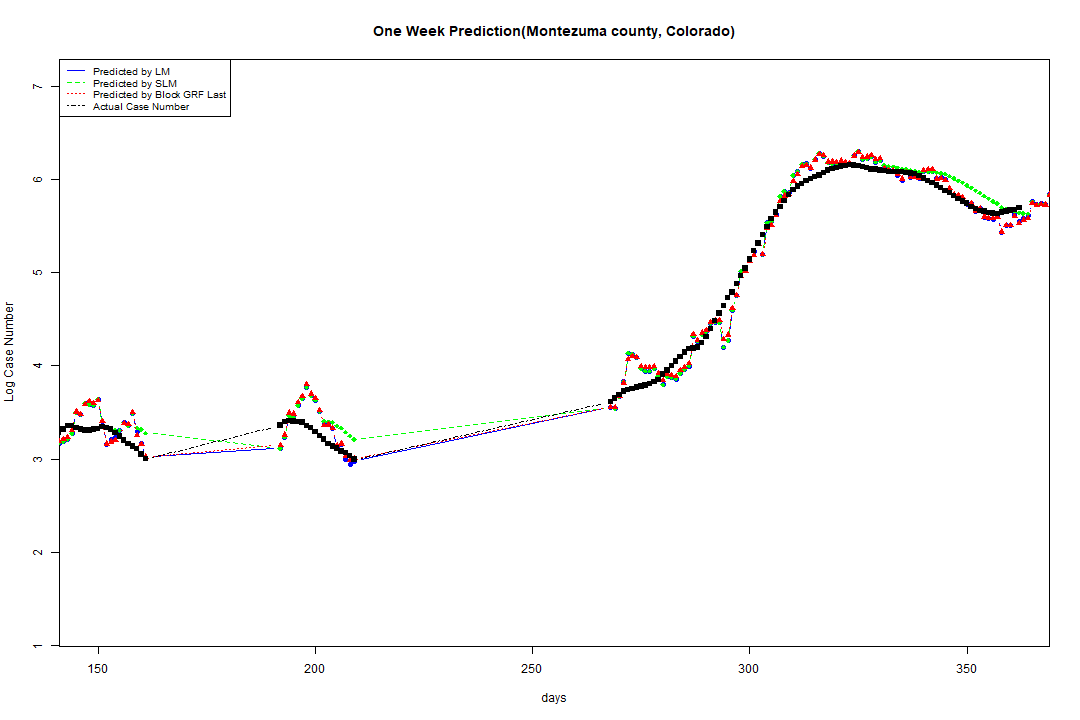 One Week Prediction(Montezuma county, Colorado)
Predicted by LM
Predicted by SLM
Predicted by Block GRF Last
Actual Case Number
7
6
5
4
3
2
1
Log Case Number
150
200
250
300
350
days